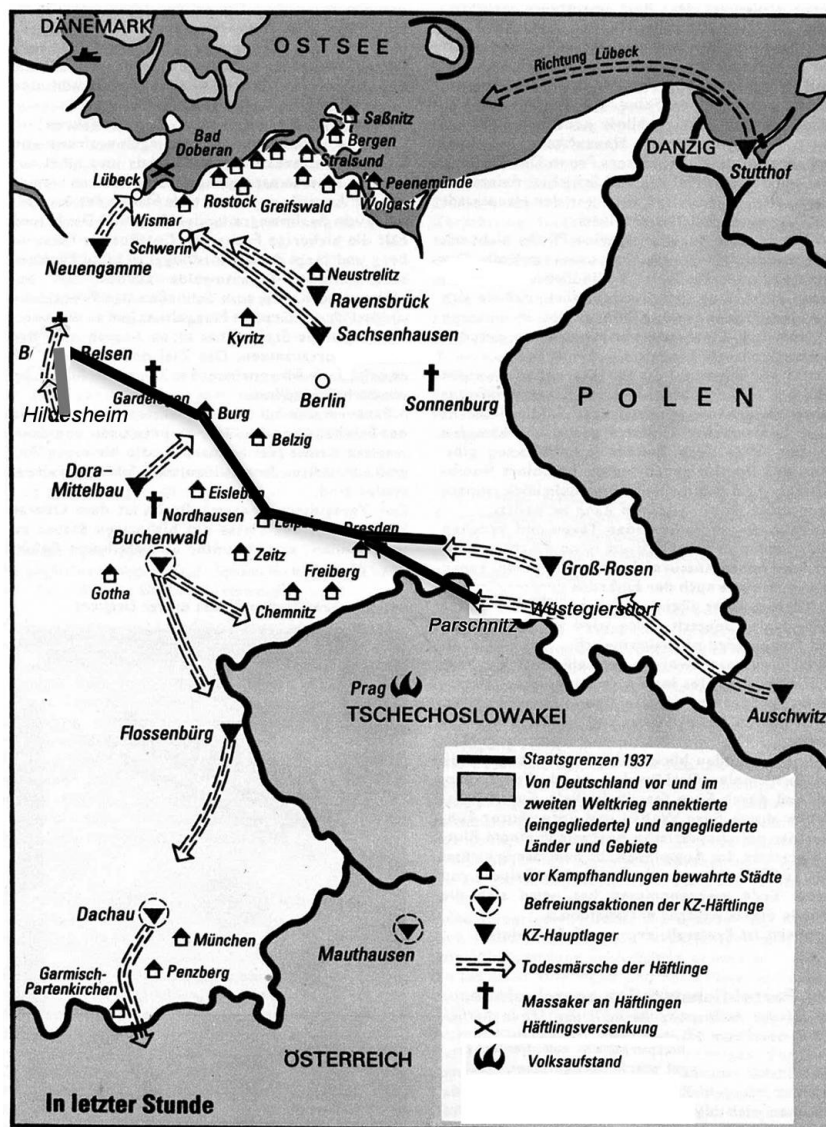 DÄNEMARK
OSTSEE
Richtung Lübeck
Saßnitz
Bad
Doberan
Bergen
Stralsund
DANZIG
Stutthof
Lübeck
Peenemünde
Rostock
Greifswald
Wolgast
Wismar
Schwerin
Neuengamme
Neustrelitz
Ravensbrück
Kyritz
Sachsenhausen
B Belsen
Gardelegen
Berlin
Sonnenburg
POLEN
Hildesheim
Burg
Belzig
Dora-
Mittelbau
Eisleben
Nordhausen
Leipzig
Dresden
Buchenwald
Zeitz
Freiberg
Groß-Rosen
Gotha
Chemnitz
Wüstegiersdorf
Parschnitz
Prag
Auschwitz
TSCHECHOSLOWAKEI
Flossenbürg
Staatsgrenzen 1937
Von Deutschland vor und im
zweiten Weltkrieg annektierte
(eingegliederte) und angegliederte
Länder und Gebiete
vor Kampfhandlungen bewahrte Städte
Befreiungsaktionen der KZ-Häftlinge
KZ-Hauptlager
Todesmärsche der Häftlinge
Massaker an Häftlingen
Häftlingsversenkung
Volksaufstand
Dachau
München
Mauthausen
Penzberg
Garmisch-
Partenkirchen
ÖSTERREICH
In letzter Stunde